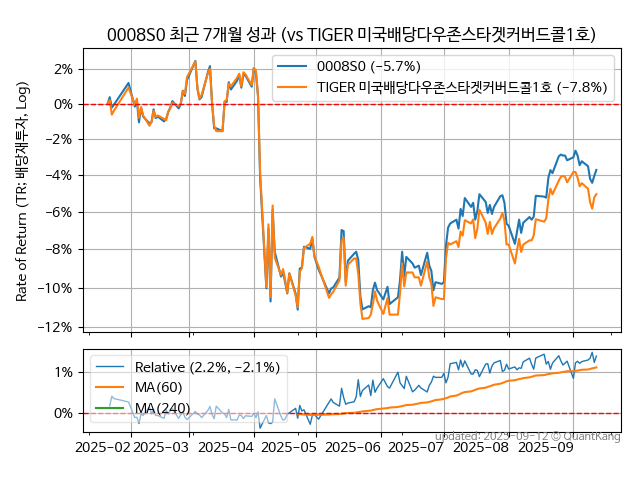 0008S0 최근 7개월 성과 (vs TIGER 미국배당다우존스타겟커버드콜1호)
Rate of Return (TR; 배당재투자, Log)
2%
0%
−2%
−4%
−6%
−8%
−10%
−12%
0008S0 (−5.7%)
TIGER 미국배당다우존스타겟커버드콜1호 (−7.8%)
1%
0%
Relative (2.2%, −2.1%)
MA(60)
MA(240)
updated: 2025-09-12 © QuantKang
2025-02 2025-03 2025-04 2025-05 2025-06 2025-07 2025-08 2025-09